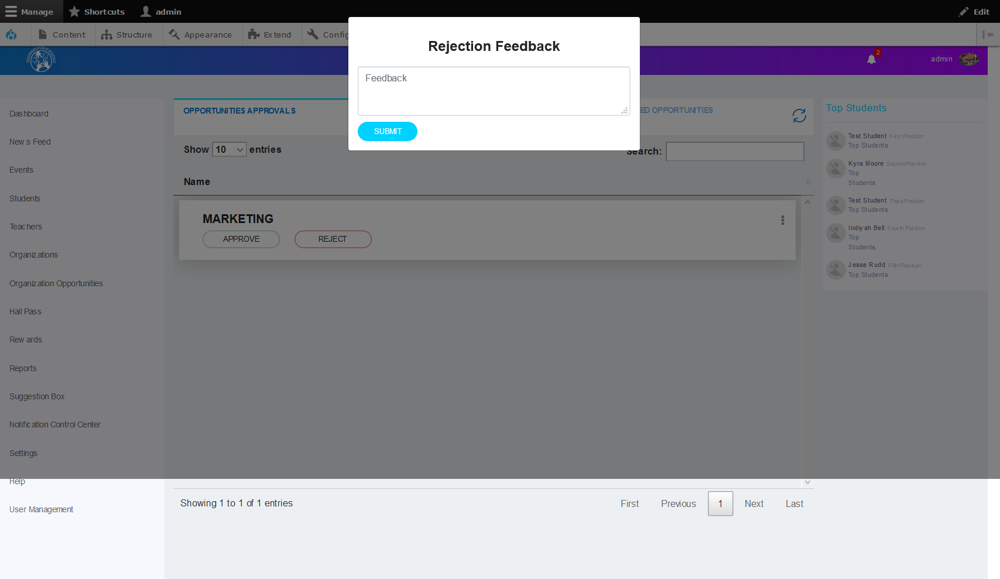 Manage
Shortcuts
admin
Edit
Content
Structure
Appearance
Extend
Config
CINCINNATI PUBLIC SCHOOLS
2
admin
Rejection Feedback
Feedback
SUBMIT
Dashboard
News Feed
Events
Students
Teachers
Organizations
Organization Opportunities
Hall Pass
Rewards
Reports
Suggestion Box
Notification Control Center
Settings
Help
User Management
OPPORTUNITIES APPROVALS
ED OPPORTUNITIES
Show 10 entries
Search:
Name
MARKETING
APPROVE
REJECT
Showing 1 to 1 of 1 entries
First
Previous
1
Next
Last
Top Students
Test Student First Position
Top Students
Kyra Moore Second Position
Top
Students
Test Student Third Position
Top Students
Indiyah Bell Fourth Position
Top
Students
Jesse Rudd Fifth Position
Top Students